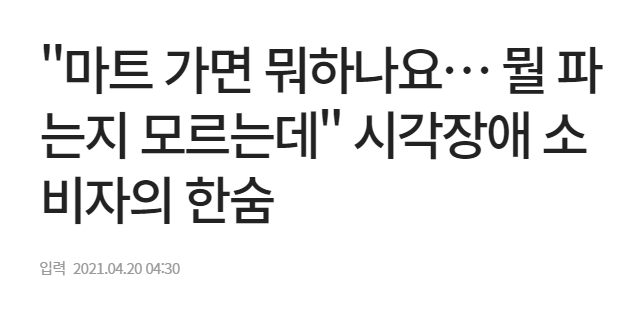 "마트 가면 뭐하나요… 뭘 파
는지 모르는데" 시각장애 소
비자의 한숨
입력 2021.04.20 04:30